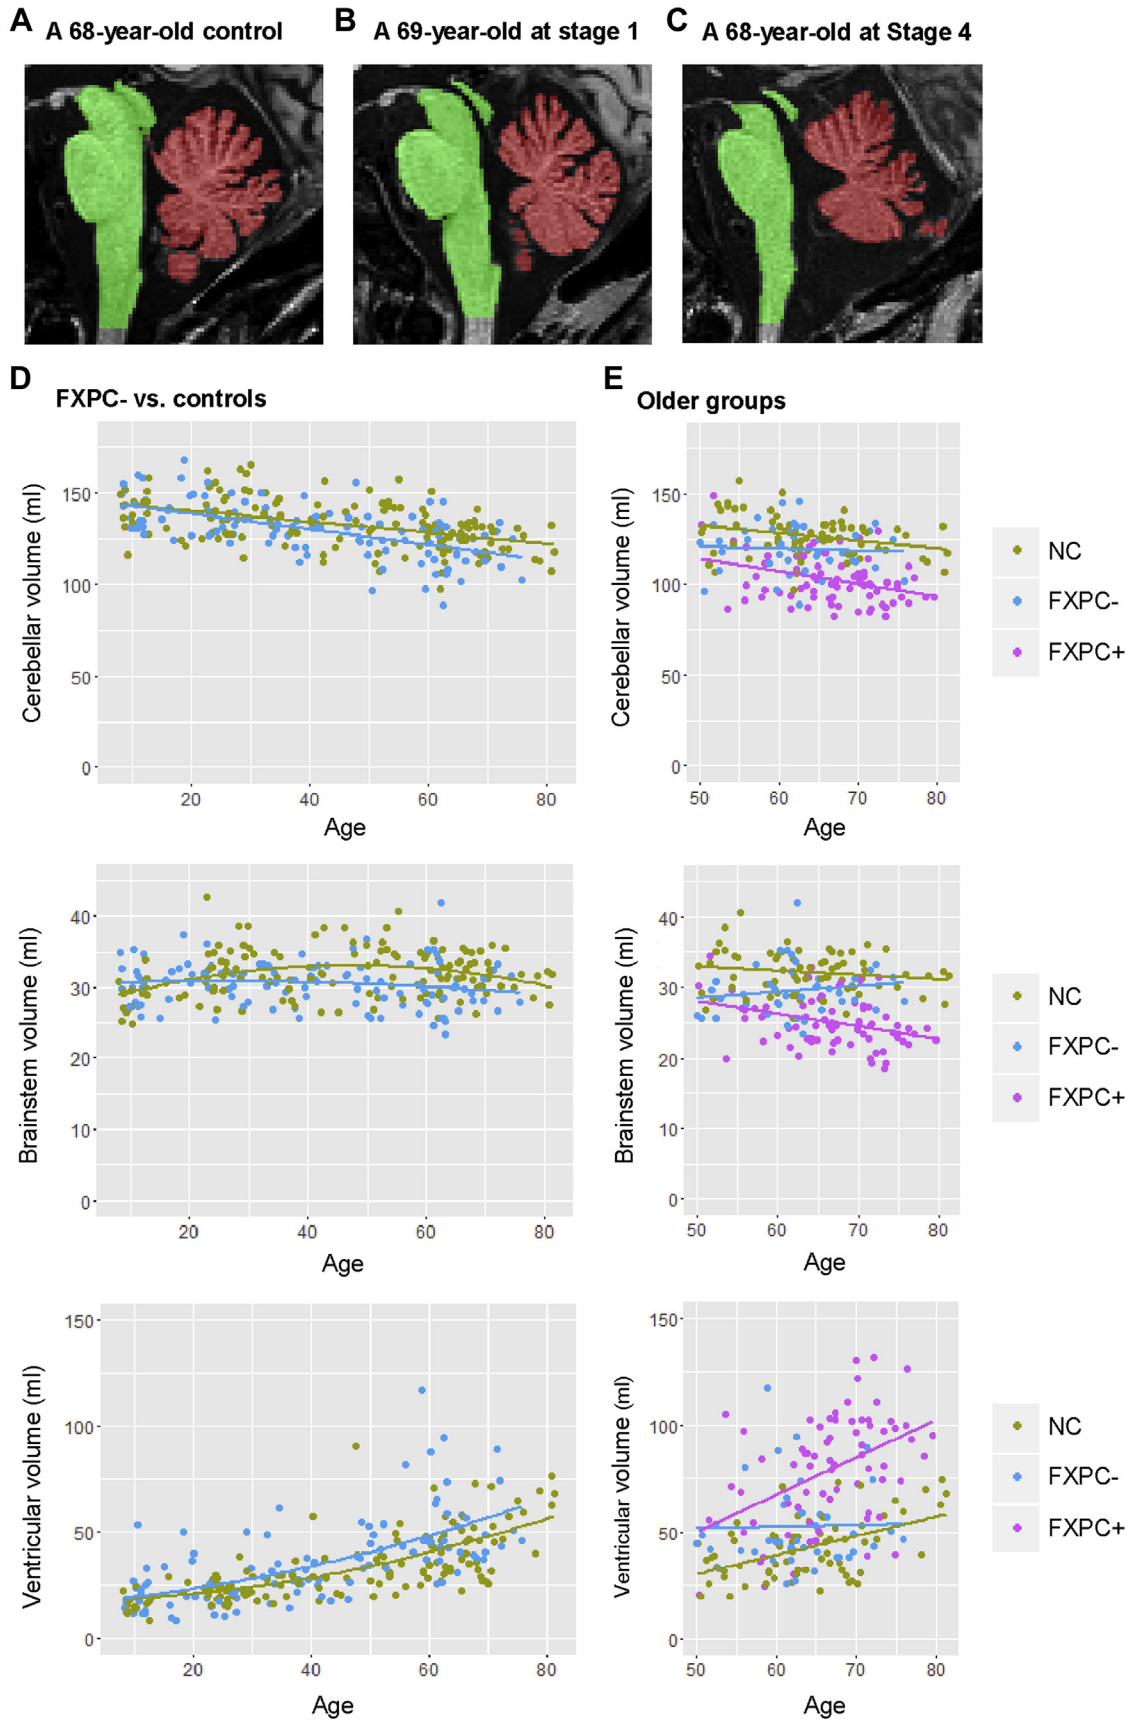 A A 68-year-old control
B A 69-year-old at stage 1
C A 68-year-old at Stage 4
D
FXPC- vs. controls
E
Older groups
Cerebellar volume (ml)
150
100
50
0
20 40 60 80
Age
Cerebellar volume (ml)
150
100
50
0
50 60 70 80
Age
NC
FXPC-
FXPC+
Brainstem volume (ml)
40
30
20
10
0
20 40 60 80
Age
Brainstem volume (ml)
40
30
20
10
0
50 60 70 80
Age
NC
FXPC-
FXPC+
Ventricular volume (ml)
150
100
50
0
20 40 60 80
Age
Ventricular volume (ml)
150
100
50
0
50 60 70 80
Age
NC
FXPC-
FXPC+